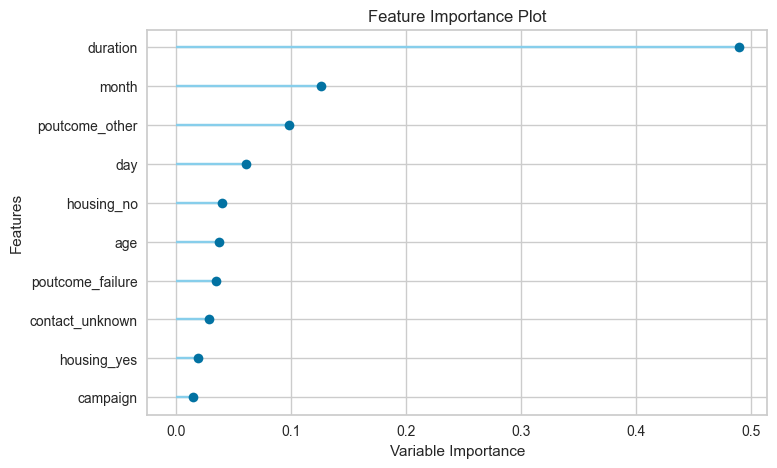 Feature Importance Plot
duration
month
poutcome_other
day
housing_no
age
poutcome_failure
contact_unknown
housing_yes
campaign
Features
0.0 0.1 0.2 0.3 0.4 0.5
Variable Importance